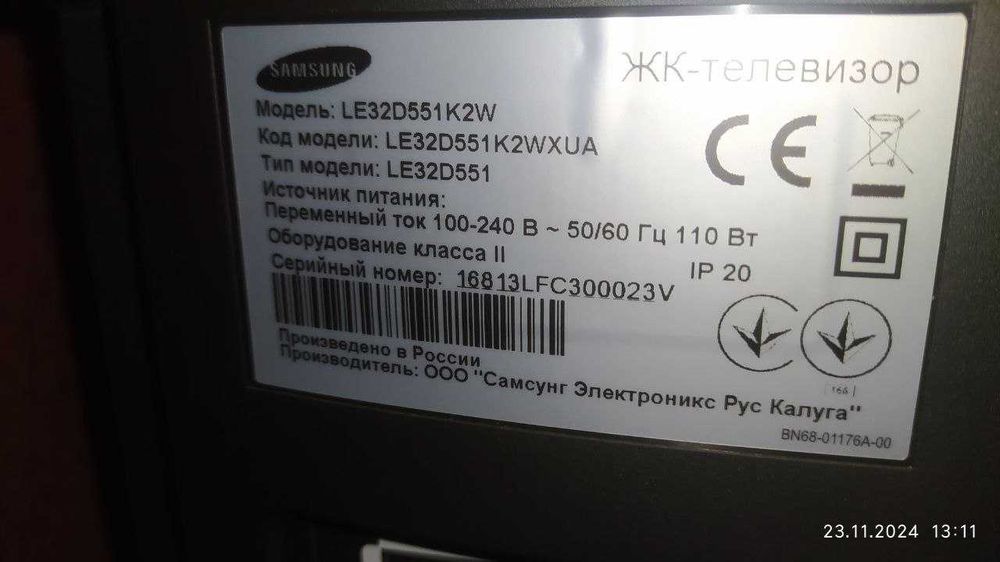 SAMSUNG
ЖК-телевизор
Модель: LE32D551K2W
Код модели: LE32D551K2WXUA
Тип модели: LE32D551
Источник питания:
Переменный ток 100-240 В ~ 50/60 Гц 110 Вт
Оборудование класса II
IP 20
Серийный номер: 16813LFC300023V
Произведено в России
Производитель: ООО "Самсунг Электроникс Рус Калуга"
166
BN68-01176A-00
23.11.2024 13:11